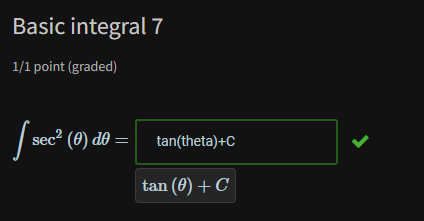 Basic integral 7
1/1 point (graded)
∫ sec² (θ) dθ = tan(theta)+C
tan (θ) + C